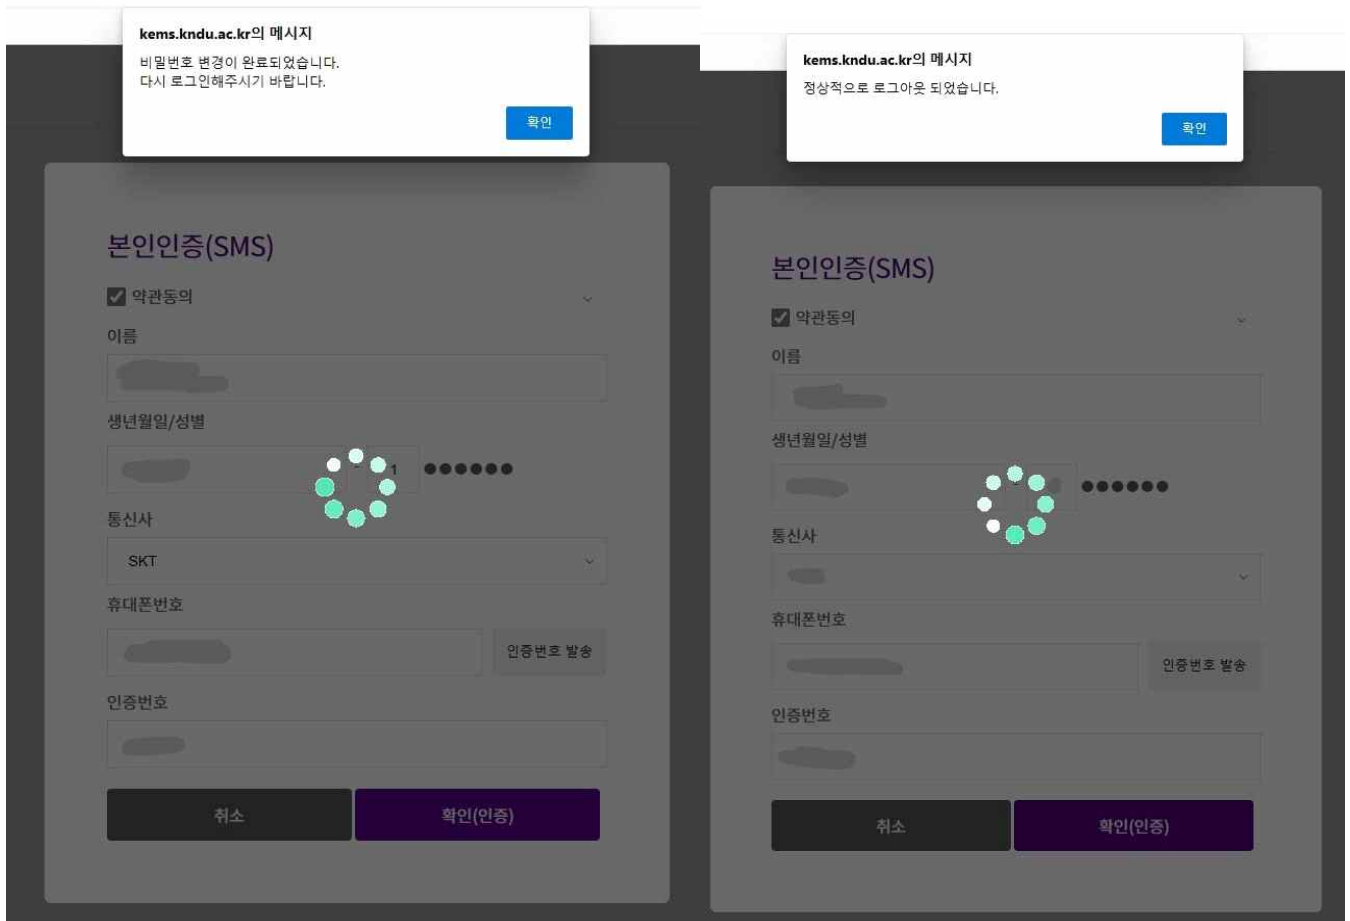 kems.kndu.ac.kr의 메시지
비밀번호 변경이 완료되었습니다.
다시 로그인해주시기 바랍니다.
확인
본인인증(SMS)
약관동의
이름
생년월일/성별
- 1 ●●●●●●
통신사
SKT
휴대폰번호
인증번호 발송
인증번호
취소
확인(인증)
kems.kndu.ac.kr의 메시지
정상적으로 로그아웃 되었습니다.
확인
본인인증(SMS)
약관동의
이름
생년월일/성별
●●●●●●
통신사
휴대폰번호
인증번호 발송
인증번호
취소
확인(인증)